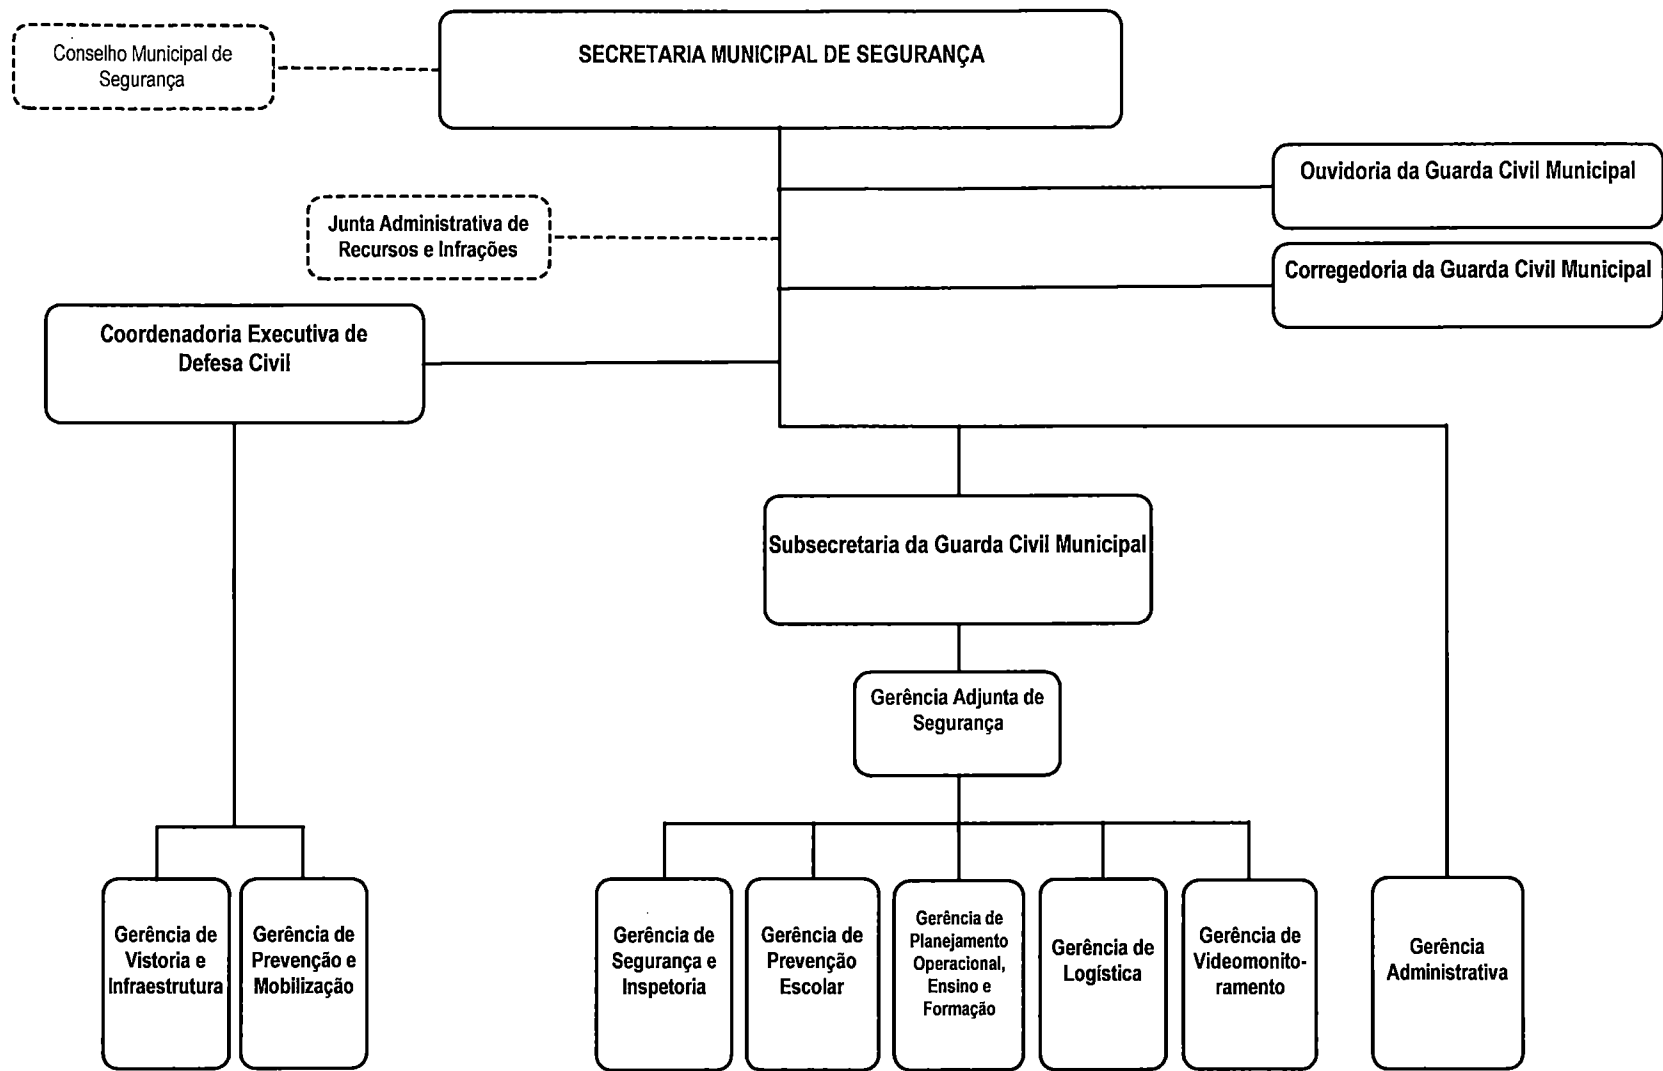 Conselho Municipal de
Segurança
SECRETARIA MUNICIPAL DE SEGURANÇA
Ouvidoria da Guarda Civil Municipal
Junta Administrativa de
Recursos e Infrações
Corregedoria da Guarda Civil Municipal
Coordenadoria Executiva de
Defesa Civil
Subsecretaria da Guarda Civil Municipal
Gerência Adjunta de
Segurança
Gerência de
Vistoria e
Infraestrutura
Gerência de
Prevenção e
Mobilização
Gerência de
Segurança e
Inspetoria
Gerência de
Prevenção
Escolar
Gerência de
Planejamento
Operacional,
Ensino e
Formação
Gerência de
Logística
Gerência de
Videomonito-
ramento
Gerência
Administrativa